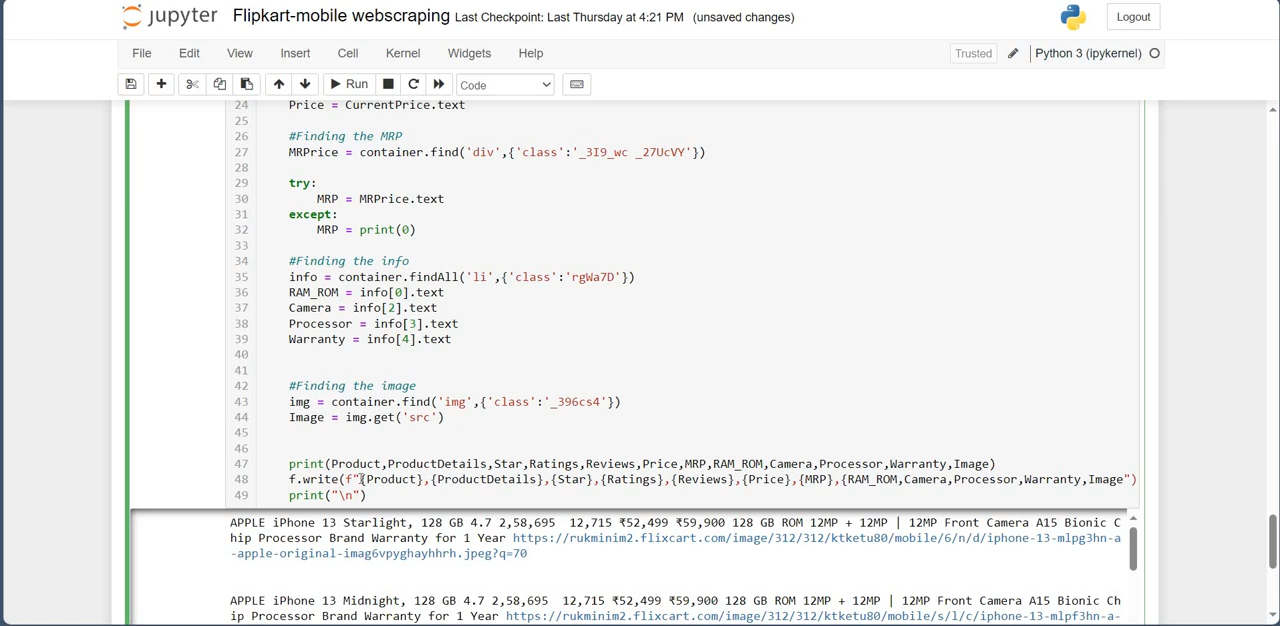 jupyter Flipkart-mobile webscraping Last Checkpoint: Last Thursday at 4:21 PM (unsaved changes) Logout
File Edit View Insert Cell Kernel Widgets Help Trusted Python 3 (ipykernel)
Run Code
24 Price = CurrentPrice.text
25
26 #Finding the MRP
27 MRPrice = container.find('div',{'class':'_3I9_wc _27UcVY'})
28
29 try:
30 MRP = MRPrice.text
31 except:
32 MRP = print(0)
33
34 #Finding the info
35 info = container.findAll('li',{'class':'rgWa7D'})
36 RAM_ROM = info[0].text
37 Camera = info[2].text
38 Processor = info[3].text
39 Warranty = info[4].text
40
41
42 #Finding the image
43 img = container.find('img',{'class':'_396cs4'})
44 Image = img.get('src')
45
46
47 print(Product,ProductDetails,Star,Ratings,Reviews,Price,MRP,RAM_ROM,Camera,Processor,Warranty,Image)
48 f.write(f"{Product},{ProductDetails},{Star},{Ratings},{Reviews},{Price},{MRP},{RAM_ROM,Camera,Processor,Warranty,Image")
49 print("\n")
APPLE iPhone 13 Starlight, 128 GB 4.7 2,58,695 12,715 ₹52,499 ₹59,900 128 GB ROM 12MP + 12MP | 12MP Front Camera A15 Bionic C
hip Processor Brand Warranty for 1 Year https://rukminim2.flixcart.com/image/312/312/ktketu80/mobile/6/n/d/iphone-13-mlpg3hn-a
-apple-original-imag6vpyghayhhrh.jpeg?q=70
APPLE iPhone 13 Midnight, 128 GB 4.7 2,58,695 12,715 ₹52,499 ₹59,900 128 GB ROM 12MP + 12MP | 12MP Front Camera A15 Bionic Ch
ip Processor Brand Warranty for 1 Year https://rukminim2.flixcart.com/image/312/312/ktketu80/mobile/s/l/c/iphone-13-mlpf3hn-a-